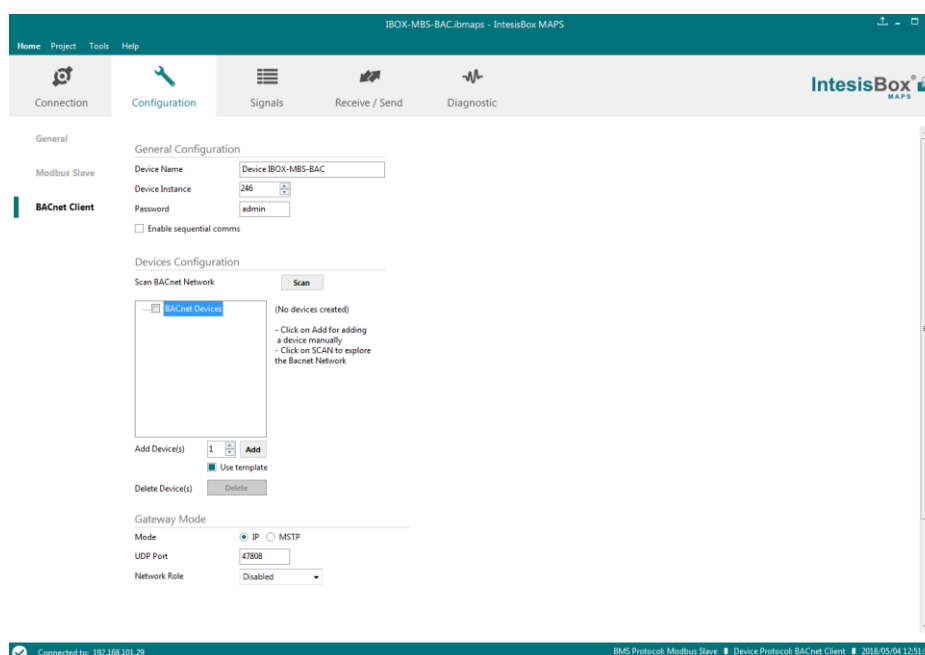 IBOX-MBS-BAC.ibmaps - IntesisBox MAPS
Home Project Tools Help
Connection Configuration Signals Receive / Send Diagnostic
IntesisBox®
MAPS
General
Modbus Slave
BACnet Client
General Configuration
Device Name Device IBOX-MBS-BAC
Device Instance 246
Password admin
Enable sequential comms
Devices Configuration
Scan BACnet Network Scan
BACnet Devices
(No devices created)
- Click on Add for adding
a device manually
- Click on SCAN to explore
the Bacnet Network
Add Device(s) 1 Add
Use template
Delete Device(s) Delete
Gateway Mode
Mode IP MSTP
UDP Port 47808
Network Role Disabled
Connected to: 192.168.101.29 BMS Protocol: Modbus Slave Device Protocol: BACnet Client 2018/05/04 12:51: